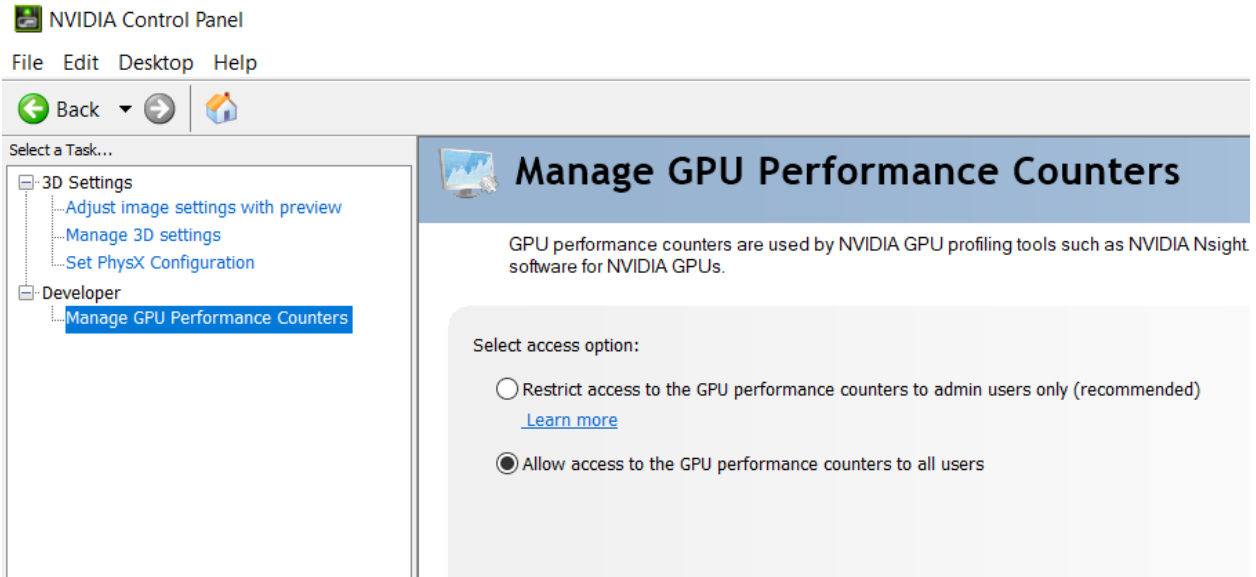 NVIDIA Control Panel
File Edit Desktop Help
Back
Select a Task...
3D Settings
Adjust image settings with preview
Manage 3D settings
Set PhysX Configuration
Developer
Manage GPU Performance Counters
Manage GPU Performance Counters
GPU performance counters are used by NVIDIA GPU profiling tools such as NVIDIA Nsight.
software for NVIDIA GPUs.
Select access option:
Restrict access to the GPU performance counters to admin users only (recommended)
Learn more
Allow access to the GPU performance counters to all users